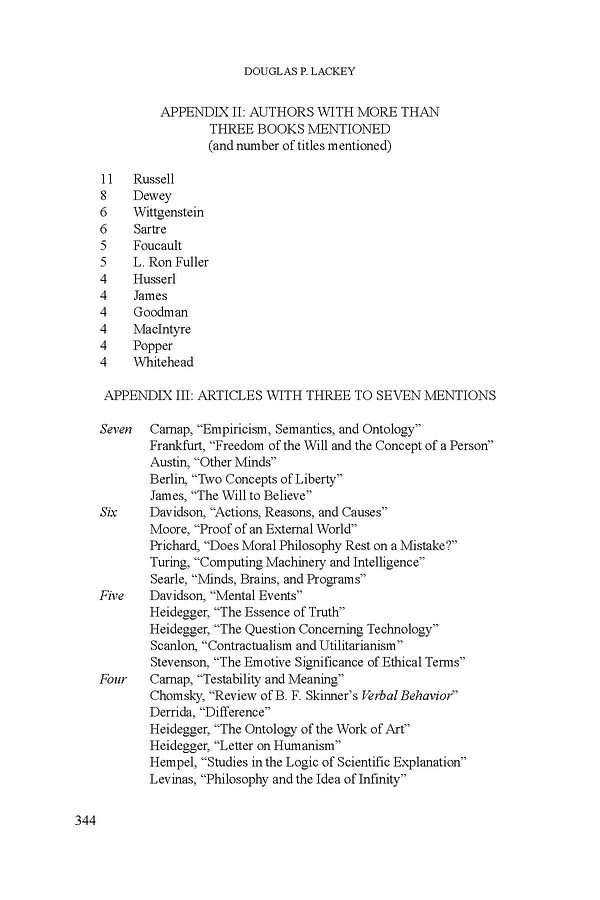 DOUGLAS P. LACKEY
APPENDIX II: AUTHORS WITH MORE THAN
THREE BOOKS MENTIONED
(and number of titles mentioned)
11 Russell
8 Dewey
6 Wittgenstein
6 Sartre
5 Foucault
5 L. Ron Fuller
4 Husserl
4 James
4 Goodman
4 MacIntyre
4 Popper
4 Whitehead
APPENDIX III: ARTICLES WITH THREE TO SEVEN MENTIONS
Seven Carnap, “Empiricism, Semantics, and Ontology”
Frankfurt, “Freedom of the Will and the Concept of a Person”
Austin, “Other Minds”
Berlin, “Two Concepts of Liberty”
James, “The Will to Believe”
Six Davidson, “Actions, Reasons, and Causes”
Moore, “Proof of an External World”
Prichard, “Does Moral Philosophy Rest on a Mistake?”
Turing, “Computing Machinery and Intelligence”
Searle, “Minds, Brains, and Programs”
Five Davidson, “Mental Events”
Heidegger, “The Essence of Truth”
Heidegger, “The Question Concerning Technology”
Scanlon, “Contractualism and Utilitarianism”
Stevenson, “The Emotive Significance of Ethical Terms”
Four Carnap, “Testability and Meaning”
Chomsky, “Review of B. F. Skinner’s Verbal Behavior”
Derrida, “Difference”
Heidegger, “The Ontology of the Work of Art”
Heidegger, “Letter on Humanism”
Hempel, “Studies in the Logic of Scientific Explanation”
Levinas, “Philosophy and the Idea of Infinity”
344